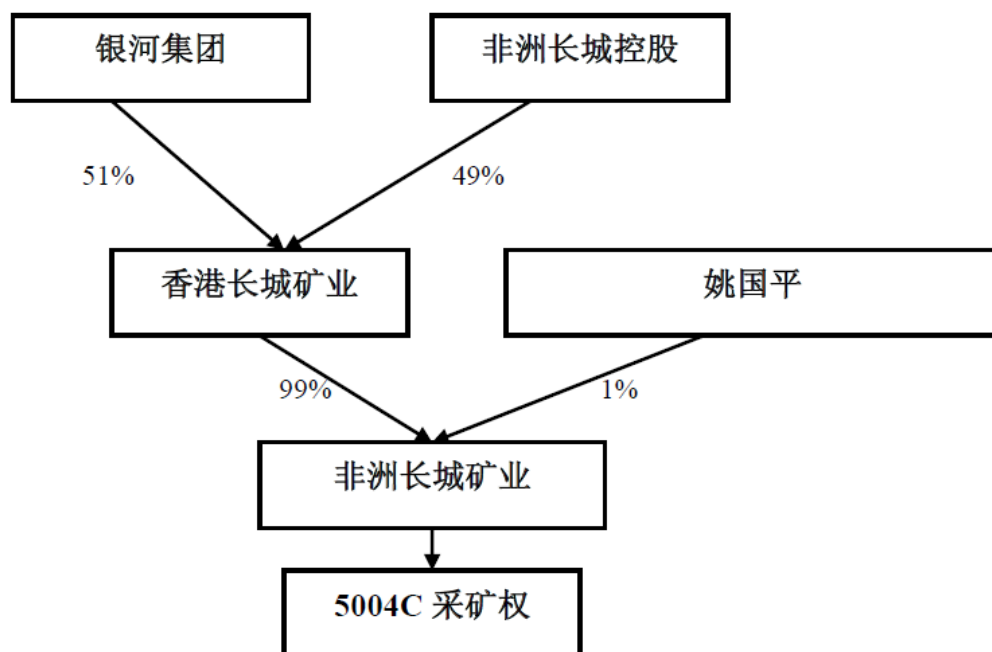 银河集团
非洲长城控股
51%
49%
香港长城矿业
姚国平
99%
1%
非洲长城矿业
5004C 采矿权